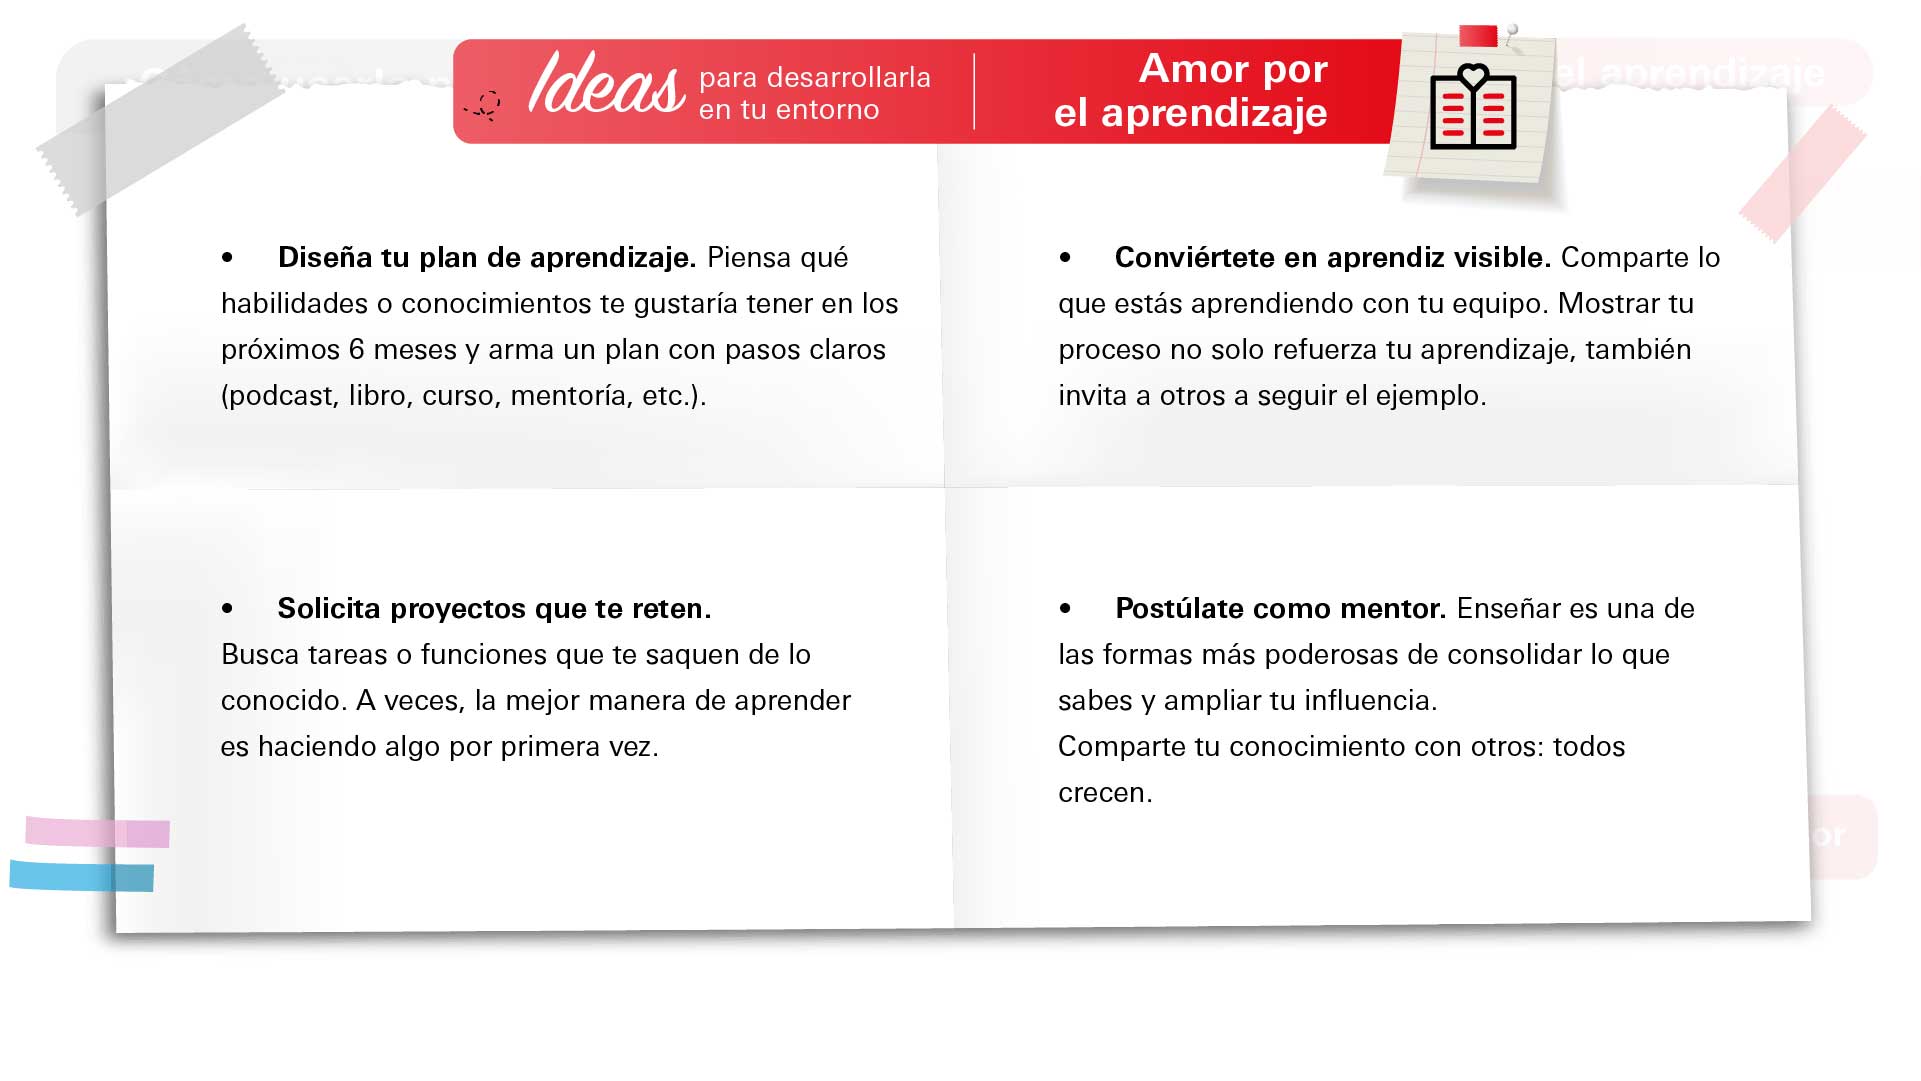 Ideas para desarrollarla
en tu entorno
Amor por
el aprendizaje
el aprendizaje
• Diseña tu plan de aprendizaje. Piensa qué
habilidades o conocimientos te gustaría tener en los
próximos 6 meses y arma un plan con pasos claros
(podcast, libro, curso, mentoría, etc.).
• Conviértete en aprendiz visible. Comparte lo
que estás aprendiendo con tu equipo. Mostrar tu
proceso no solo refuerza tu aprendizaje, también
invita a otros a seguir el ejemplo.
• Solicita proyectos que te reten.
Busca tareas o funciones que te saquen de lo
conocido. A veces, la mejor manera de aprender
es haciendo algo por primera vez.
• Postúlate como mentor. Enseñar es una de
las formas más poderosas de consolidar lo que
sabes y ampliar tu influencia.
Comparte tu conocimiento con otros: todos
crecen.